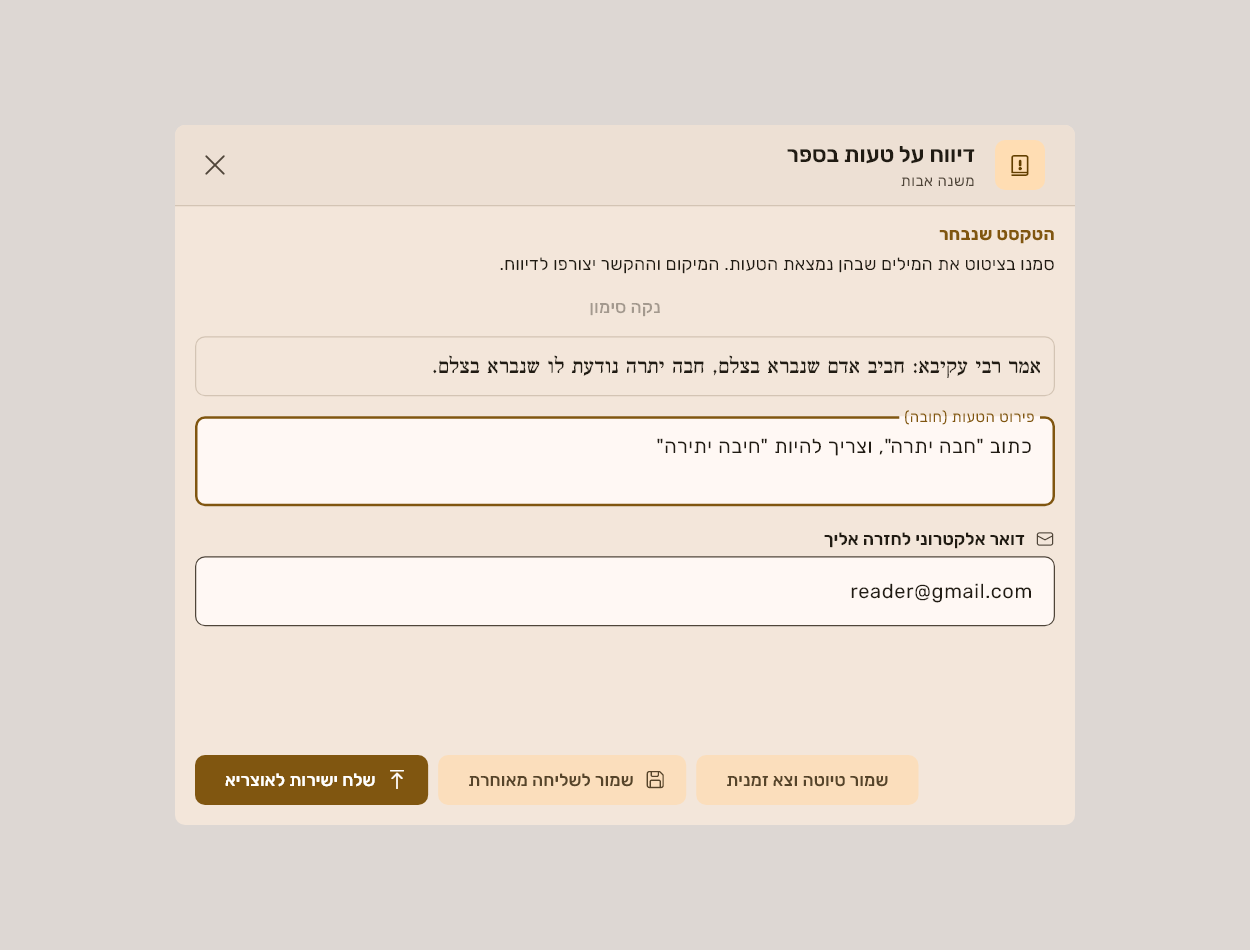 דיווח על טעות בספר
משנה אבות
הטקסט שנבחר
סמנו בציטוט את המילים שבהן נמצאת הטעות. המיקום וההקשר יצורפו לדיווח.
נקה סימון
אמר רבי עקיבא: חביב אדם שנברא בצלם, חבה יתרה נודעת לו שנברא בצלם.
פירוט הטעות (חובה)
כתוב "חבה יתרה", וצריך להיות "חיבה יתירה"
דואר אלקטרוני לחזרה אליך
reader@gmail.com
שמור טיוטה וצא זמנית
שמור לשליחה מאוחרת
שלח ישירות לאוצריא